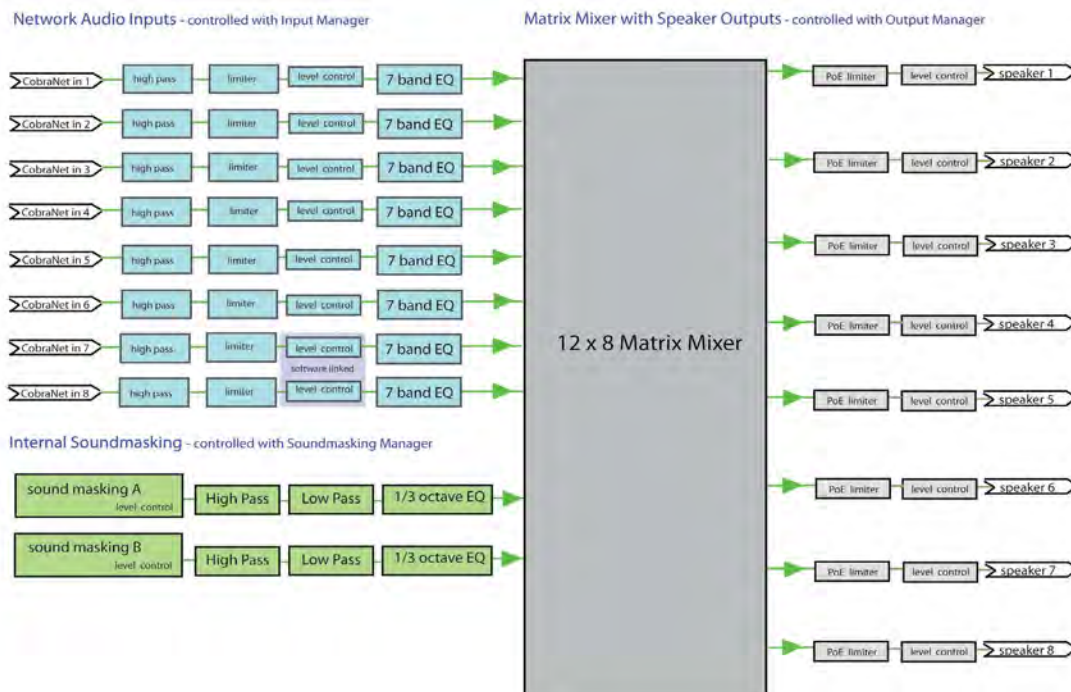 Network Audio Inputs - controlled with Input Manager
Matrix Mixer with Speaker Outputs - controlled with Output Manager
CobraNet in 1 high pass limiter level control 7 band EQ
CobraNet in 2 high pass limiter level control 7 band EQ
CobraNet in 3 high pass limiter level control 7 band EQ
CobraNet in 4 high pass limiter level control 7 band EQ
CobraNet in 5 high pass limiter level control 7 band EQ
CobraNet in 6 high pass limiter level control 7 band EQ
CobraNet in 7 high pass limiter level control 7 band EQ
software linked
CobraNet in 8 high pass limiter level control 7 band EQ
Internal Soundmasking - controlled with Soundmasking Manager
sound masking A
level control
High Pass Low Pass 1/3 octave EQ
sound masking B
level control
High Pass Low Pass 1/3 octave EQ
12 x 8 Matrix Mixer
PoE limiter level control speaker 1
PoE limiter level control speaker 2
PoE limiter level control speaker 3
PoE limiter level control speaker 4
PoE limiter level control speaker 5
PoE limiter level control speaker 6
PoE limiter level control speaker 7
PoE limiter level control speaker 8